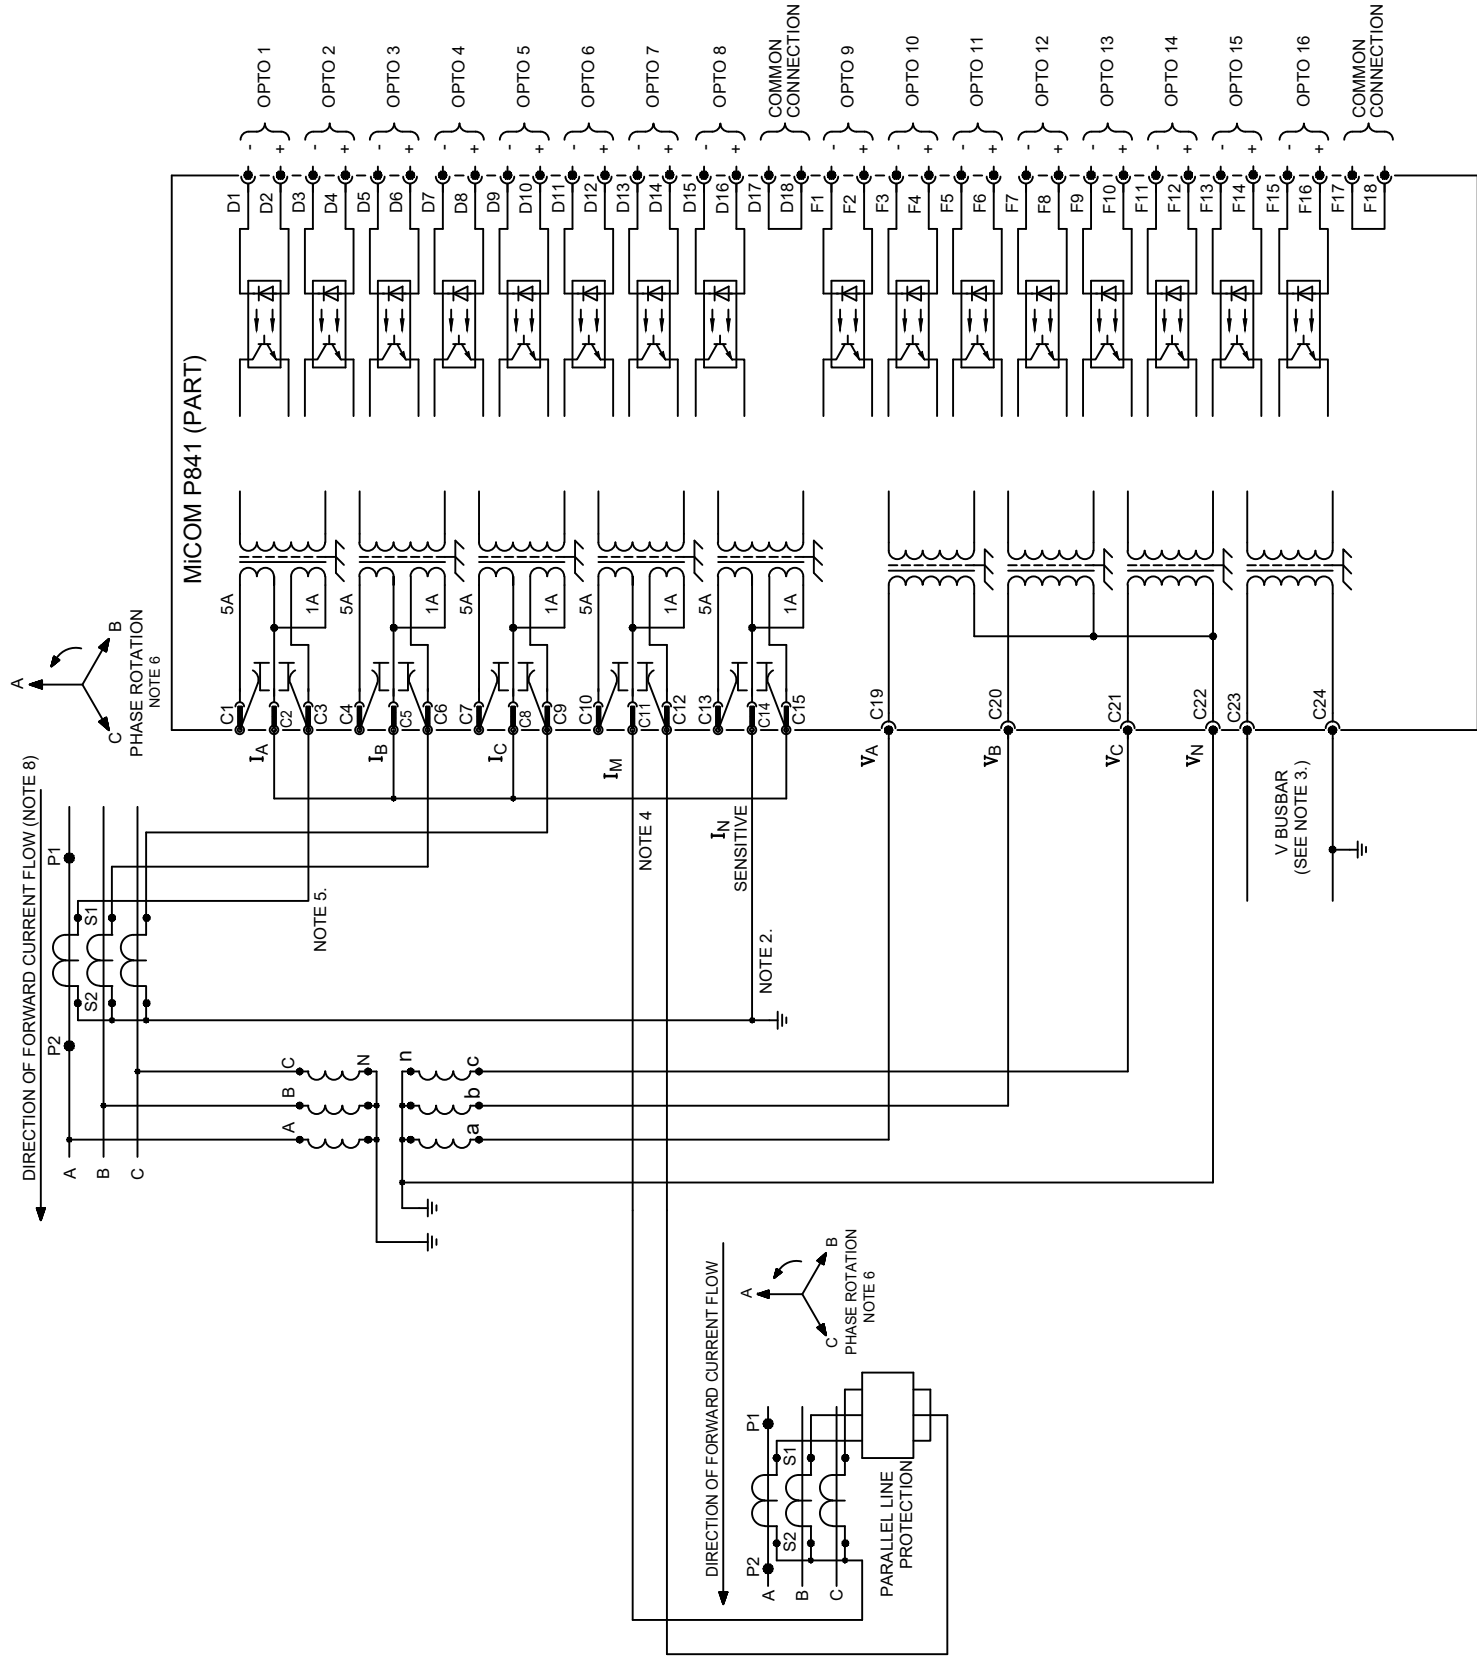 DIRECTION OF FORWARD CURRENT FLOW (NOTE 8)
A
B
C
P2
P1
S2
S1
A
B
C
PHASE ROTATION
NOTE 6
A
B
C
N
n
a
b
c
NOTE 5.
NOTE 4
NOTE 2.
DIRECTION OF FORWARD CURRENT FLOW
A
B
C
P2
P1
S2
S1
A
B
C
PHASE ROTATION
NOTE 6
PARALLEL LINE
PROTECTION
MiCOM P841 (PART)
IA
IB
IC
IM
IN
SENSITIVE
VA
VB
VC
VN
V BUSBAR
(SEE NOTE 3.)
C1
C2
C3
C4
C5
C6
C7
C8
C9
C10
C11
C12
C13
C14
C15
C19
C20
C21
C22
C23
C24
5A
1A
5A
1A
5A
1A
5A
1A
5A
1A
D1
D2
D3
D4
D5
D6
D7
D8
D9
D10
D11
D12
D13
D14
D15
D16
D17
D18
F1
F2
F3
F4
F5
F6
F7
F8
F9
F10
F11
F12
F13
F14
F15
F16
F17
F18
- + OPTO 1
- + OPTO 2
- + OPTO 3
- + OPTO 4
- + OPTO 5
- + OPTO 6
- + OPTO 7
- + OPTO 8
COMMON
CONNECTION
- + OPTO 9
- + OPTO 10
- + OPTO 11
- + OPTO 12
- + OPTO 13
- + OPTO 14
- + OPTO 15
- + OPTO 16
COMMON
CONNECTION